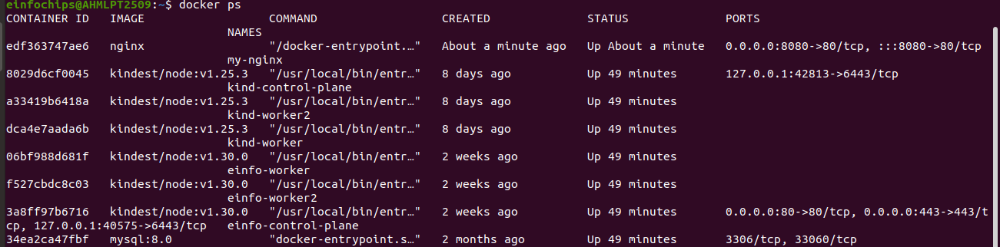 einfochips@AHMLPT2509:~$ docker ps
CONTAINER ID   IMAGE                  COMMAND                  CREATED              STATUS              PORTS
                                NAMES
edf363747ae6   nginx                  "/docker-entrypoint.…"   About a minute ago   Up About a minute   0.0.0.0:8080->80/tcp, :::8080->80/tcp
                                my-nginx
8029d6cf0045   kindest/node:v1.25.3   "/usr/local/bin/entr…"   8 days ago           Up 49 minutes       127.0.0.1:42813->6443/tcp
                                kind-control-plane
a33419b6418a   kindest/node:v1.25.3   "/usr/local/bin/entr…"   8 days ago           Up 49 minutes
                                kind-worker2
dca4e7aada6b   kindest/node:v1.25.3   "/usr/local/bin/entr…"   8 days ago           Up 49 minutes
                                kind-worker
06bf988d681f   kindest/node:v1.30.0   "/usr/local/bin/entr…"   2 weeks ago          Up 49 minutes
                                einfo-worker
f527cbdc8c03   kindest/node:v1.30.0   "/usr/local/bin/entr…"   2 weeks ago          Up 49 minutes
                                einfo-worker2
3a8ff97b6716   kindest/node:v1.30.0   "/usr/local/bin/entr…"   2 weeks ago          Up 49 minutes       0.0.0.0:80->80/tcp, 0.0.0.0:443->443/t
cp, 127.0.0.1:40575->6443/tcp   einfo-control-plane
34ea2ca47fbf   mysql:8.0              "docker-entrypoint.s…"   2 months ago         Up 49 minutes       3306/tcp, 33060/tcp